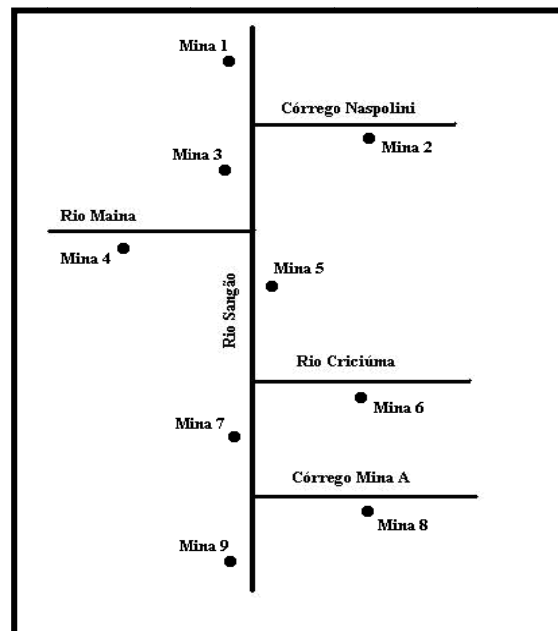 Mina 1
Córrego Naspolini
Mina 2
Mina 3
Rio Maina
Mina 4
Mina 5
Rio Sangão
Rio Criciúma
Mina 6
Mina 7
Córrego Mina A
Mina 8
Mina 9